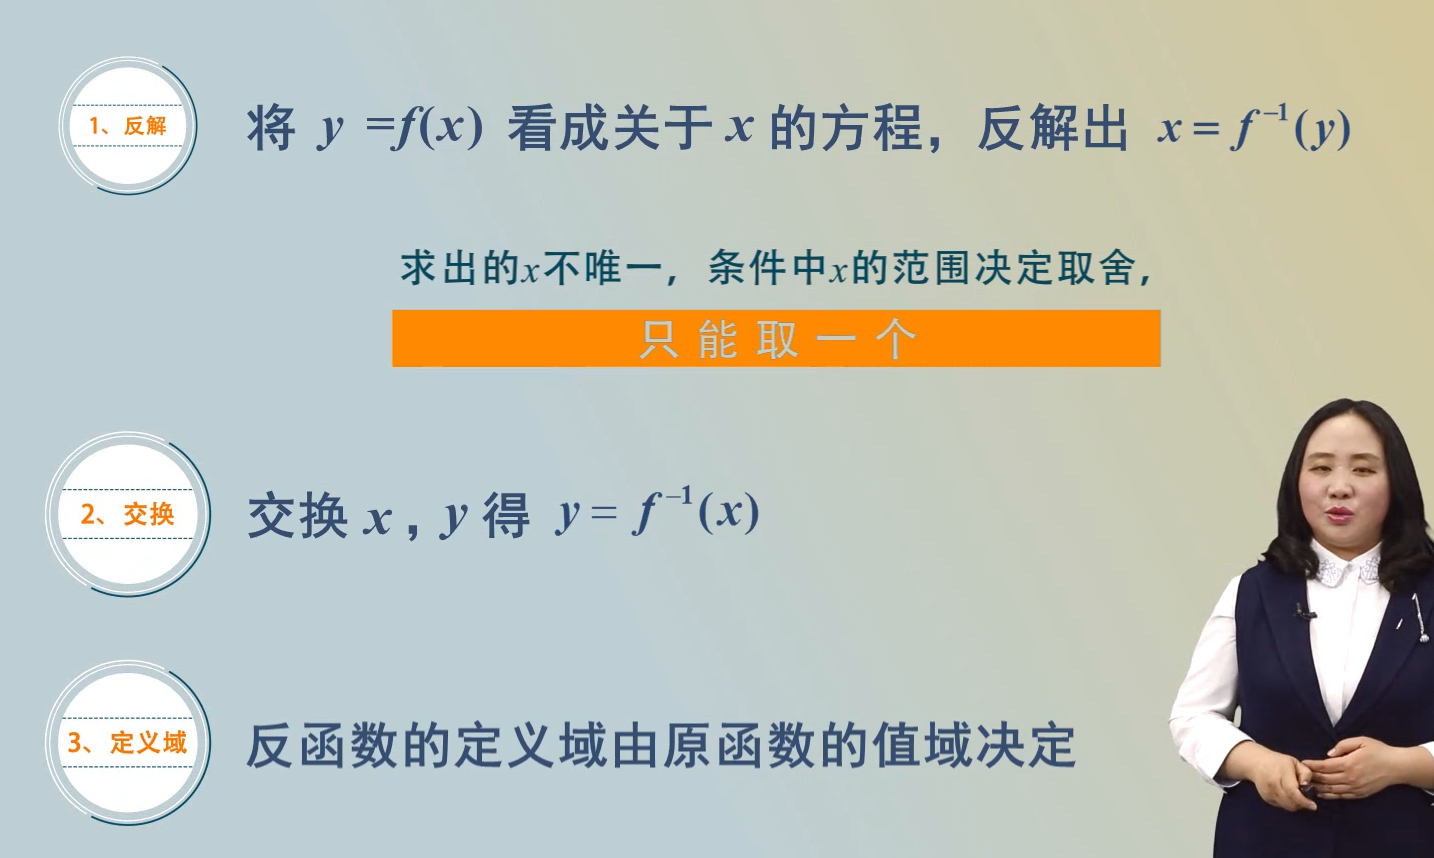 1、反解
将 y =f(x) 看成关于 x 的方程，反解出 x = f⁻¹(y)
求出的x不唯一，条件中x的范围决定取舍，
只能取一个
2、交换
交换 x , y 得 y = f⁻¹(x)
3、定义域
反函数的定义域由原函数的值域决定